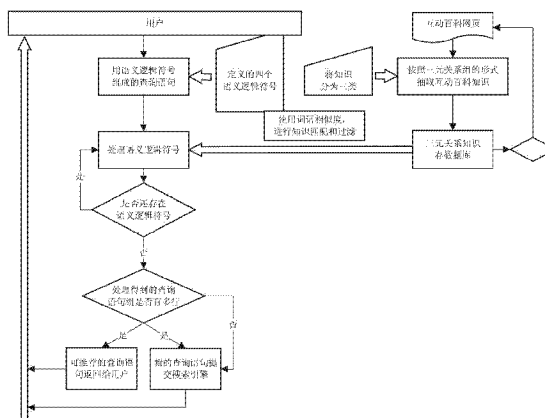 用户
互动百科网页
用语义逻辑符号
组成的查询语句
定义的四个
语义逻辑符号
将知识
分为三类
按照三元关系组的形式
抽取互动百科知识
使用词语相似度,
进行知识匹配和过滤
处理语义逻辑符号
三元关系知识
存数据库
是
是否还存在
语义逻辑符号
否
处理得到的查询
语句组是否有多行
否
是
是
可推荐的查询语
句返回给用户
新的查询语句提
交搜索引擎